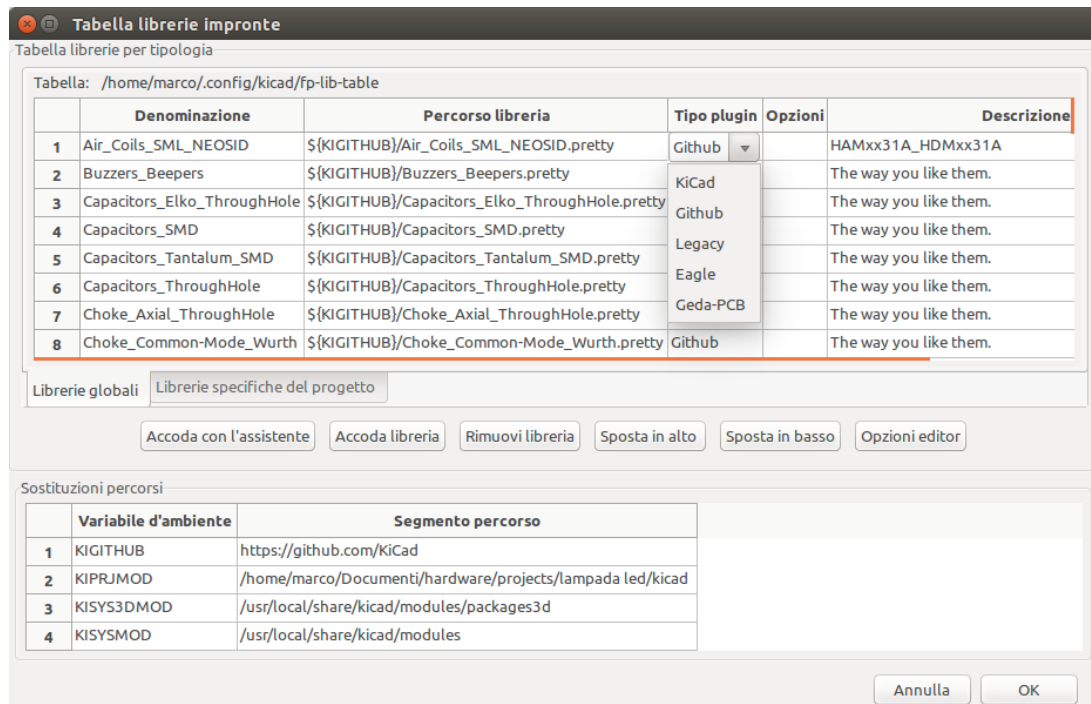 Tabella librerie impronte
Tabella librerie per tipologia
Tabella: /home/marco/.config/kicad/fp-lib-table
Denominazione Percorso libreria Tipo plugin Opzioni Descrizione
1 Air_Coils_SML_NEOSID ${KIGITHUB}/Air_Coils_SML_NEOSID.pretty Github HAMxx31A_HDMxx31A
2 Buzzers_Beepers ${KIGITHUB}/Buzzers_Beepers.pretty KiCad The way you like them.
3 Capacitors_Elko_ThroughHole ${KIGITHUB}/Capacitors_Elko_ThroughHole.pretty Github The way you like them.
4 Capacitors_SMD ${KIGITHUB}/Capacitors_SMD.pretty Legacy The way you like them.
5 Capacitors_Tantalum_SMD ${KIGITHUB}/Capacitors_Tantalum_SMD.pretty Eagle The way you like them.
6 Capacitors_ThroughHole ${KIGITHUB}/Capacitors_ThroughHole.pretty Geda-PCB The way you like them.
7 Choke_Axial_ThroughHole ${KIGITHUB}/Choke_Axial_ThroughHole.pretty The way you like them.
8 Choke_Common-Mode_Wurth ${KIGITHUB}/Choke_Common-Mode_Wurth.pretty Github The way you like them.
Librerie globali Librerie specifiche del progetto
Accoda con l'assistente Accoda libreria Rimuovi libreria Sposta in alto Sposta in basso Opzioni editor
Sostituzioni percorsi
Variabile d'ambiente Segmento percorso
1 KIGITHUB https://github.com/KiCad
2 KIPRJMOD /home/marco/Documenti/hardware/projects/lampada led/kicad
3 KISYS3DMOD /usr/local/share/kicad/modules/packages3d
4 KISYSMOD /usr/local/share/kicad/modules
Annulla OK